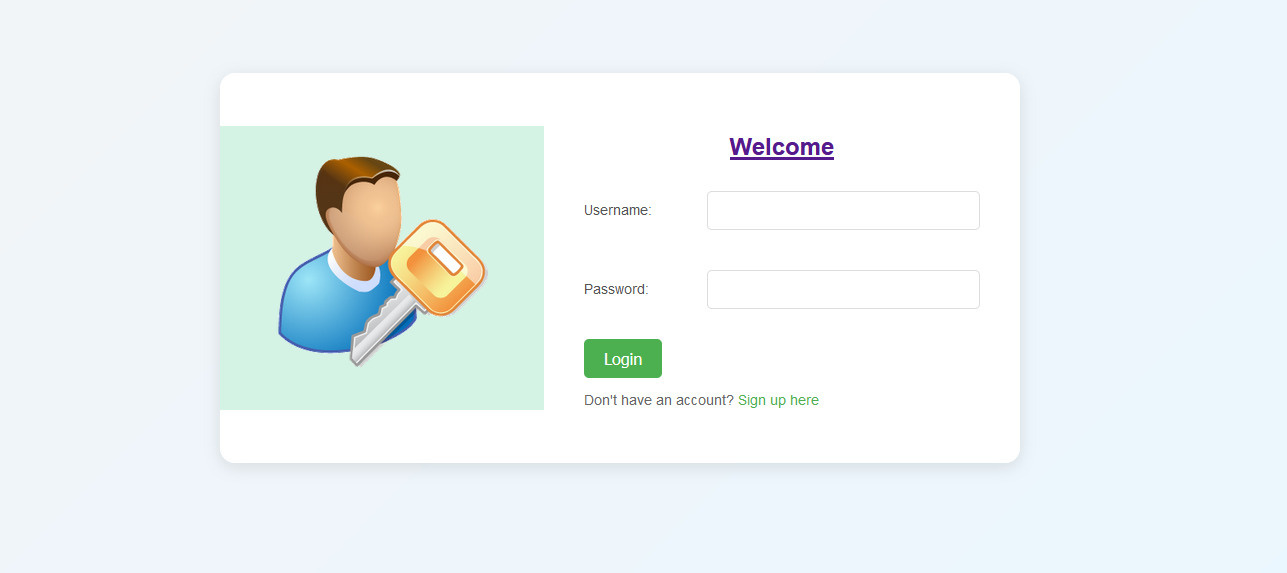 Welcome
Username:
Password:
Login
Don't have an account? Sign up here